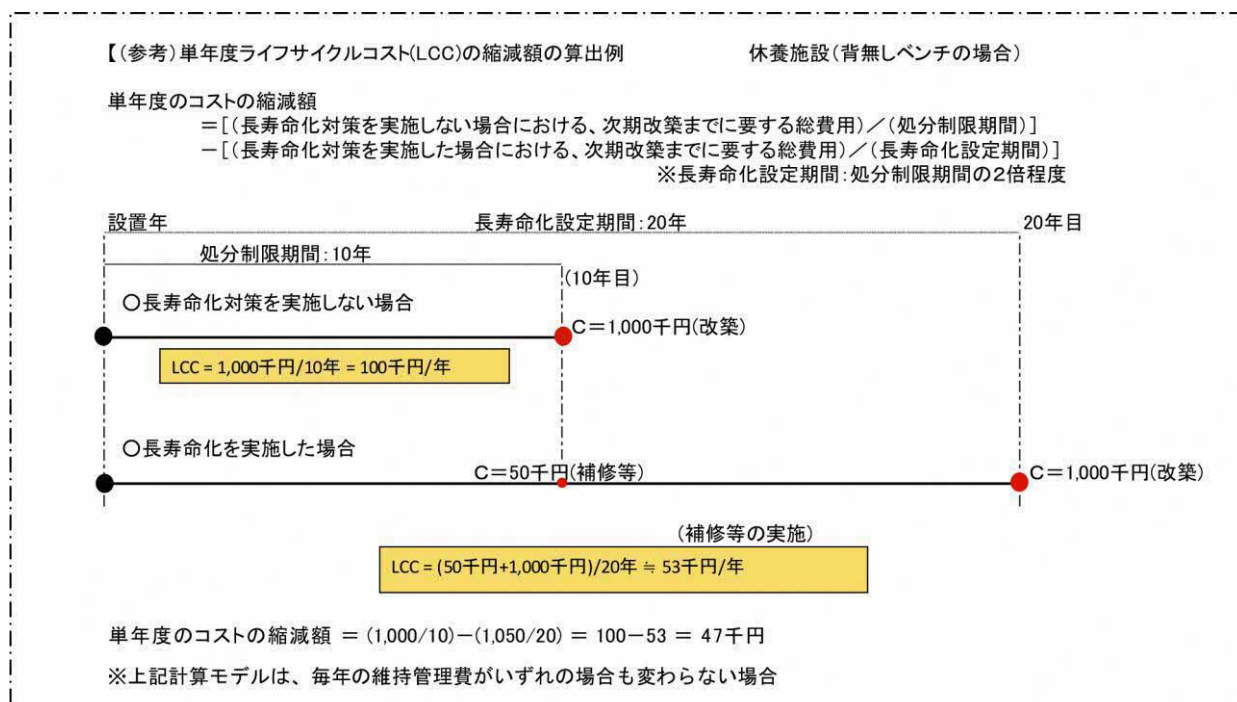 【(参考)単年度ライフサイクルコスト(LCC)の縮減額の算出例　　休養施設(背無しベンチの場合)
単年度のコストの縮減額
＝[(長寿命化対策を実施しない場合における、次期改築までに要する総費用)／(処分制限期間)]
－[(長寿命化対策を実施した場合における、次期改築までに要する総費用)／(長寿命化設定期間)]
※長寿命化設定期間：処分制限期間の2倍程度
設置年　長寿命化設定期間：20年　20年目
処分制限期間：10年
(10年目)
○長寿命化対策を実施しない場合
C＝1,000千円(改築)
LCC = 1,000千円/10年 = 100千円/年
○長寿命化を実施した場合
C＝50千円(補修等)　C＝1,000千円(改築)
(補修等の実施)
LCC = (50千円+1,000千円)/20年 ≒ 53千円/年
単年度のコストの縮減額 ＝ (1,000/10)－(1,050/20) ＝ 100－53 ＝ 47千円
※上記計算モデルは、毎年の維持管理費がいずれの場合も変わらない場合